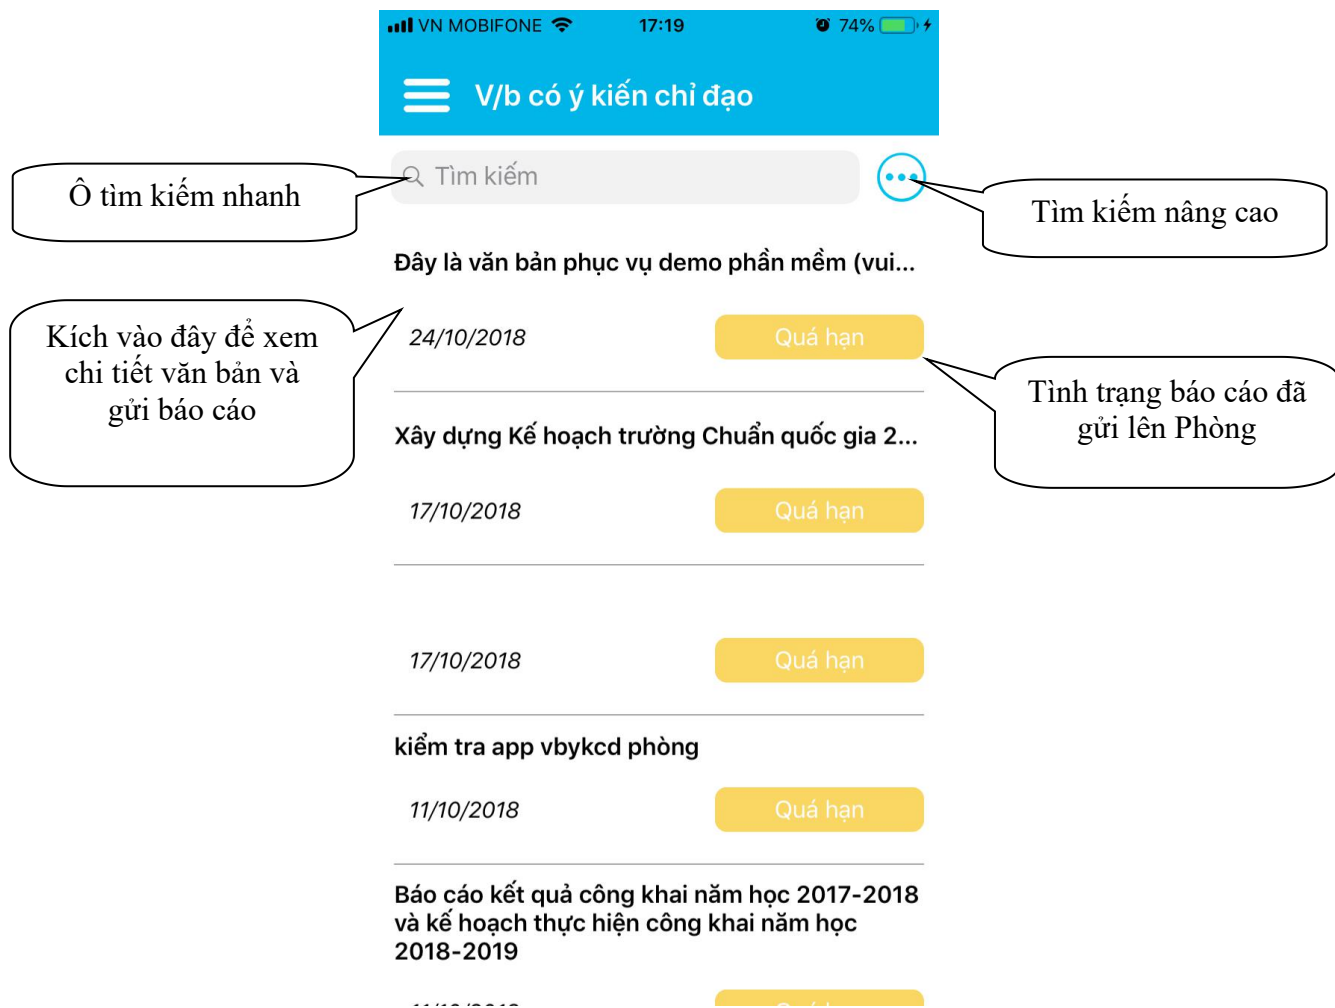 VN MOBIFONE 17:19 74%
V/b có ý kiến chỉ đạo
Tìm kiếm
Ô tìm kiếm nhanh
Tìm kiếm nâng cao
Đây là văn bản phục vụ demo phần mềm (vui...
Kích vào đây để xem
chi tiết văn bản và
gửi báo cáo
24/10/2018 Quá hạn
Tình trạng báo cáo đã
gửi lên Phòng
Xây dựng Kế hoạch trường Chuẩn quốc gia 2...
17/10/2018 Quá hạn
17/10/2018 Quá hạn
kiểm tra app vbykcd phòng
11/10/2018 Quá hạn
Báo cáo kết quả công khai năm học 2017-2018
và kế hoạch thực hiện công khai năm học
2018-2019